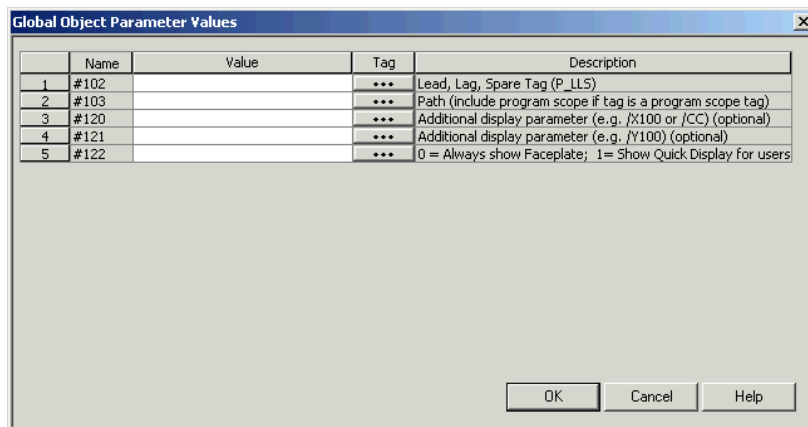 Global Object Parameter Values
Name Value Tag Description
1 #102 ••• Lead, Lag, Spare Tag (P_LLS)
2 #103 ••• Path (include program scope if tag is a program scope tag)
3 #120 ••• Additional display parameter (e.g. /X100 or /CC) (optional)
4 #121 ••• Additional display parameter (e.g. /Y100) (optional)
5 #122 ••• 0 = Always show Faceplate; 1= Show Quick Display for users
OK Cancel Help